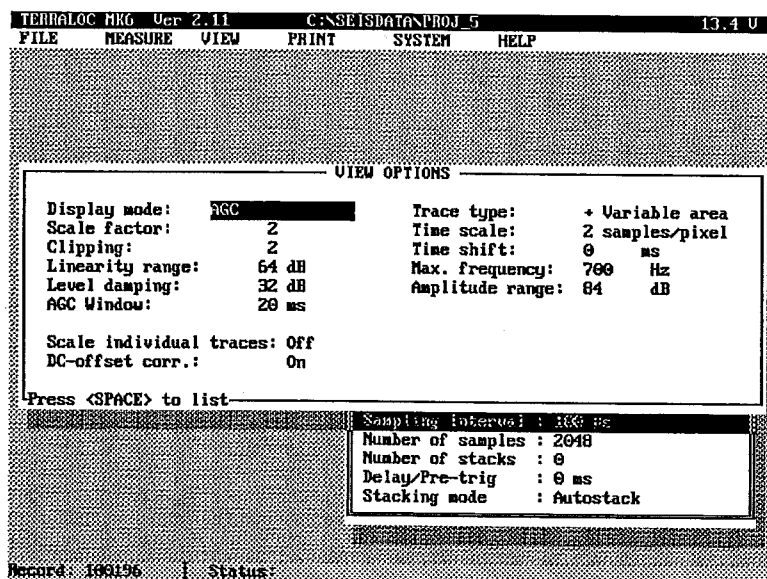 TERRALOC MK6 Ver 2.11 C:\SEISDATA\PROJ_5 13.4 V
FILE MEASURE VIEW PRINT SYSTEM HELP
VIEW OPTIONS
Display mode: AGC Trace type: + Variable area
Scale factor: 2 Time scale: 2 samples/pixel
Clipping: 2 Time shift: 0 ms
Linearity range: 64 dB Max. frequency: 700 Hz
Level damping: 32 dB Amplitude range: 84 dB
AGC Window: 20 ms
Scale individual traces: Off
DC-offset corr.: On
Press <SPACE> to list
Sampling Interval : 100
Number of samples : 2048
Number of stacks : 0
Delay/Pre-trig : 0 ms
Stacking mode : Autostack
Record: 100196 | Status: